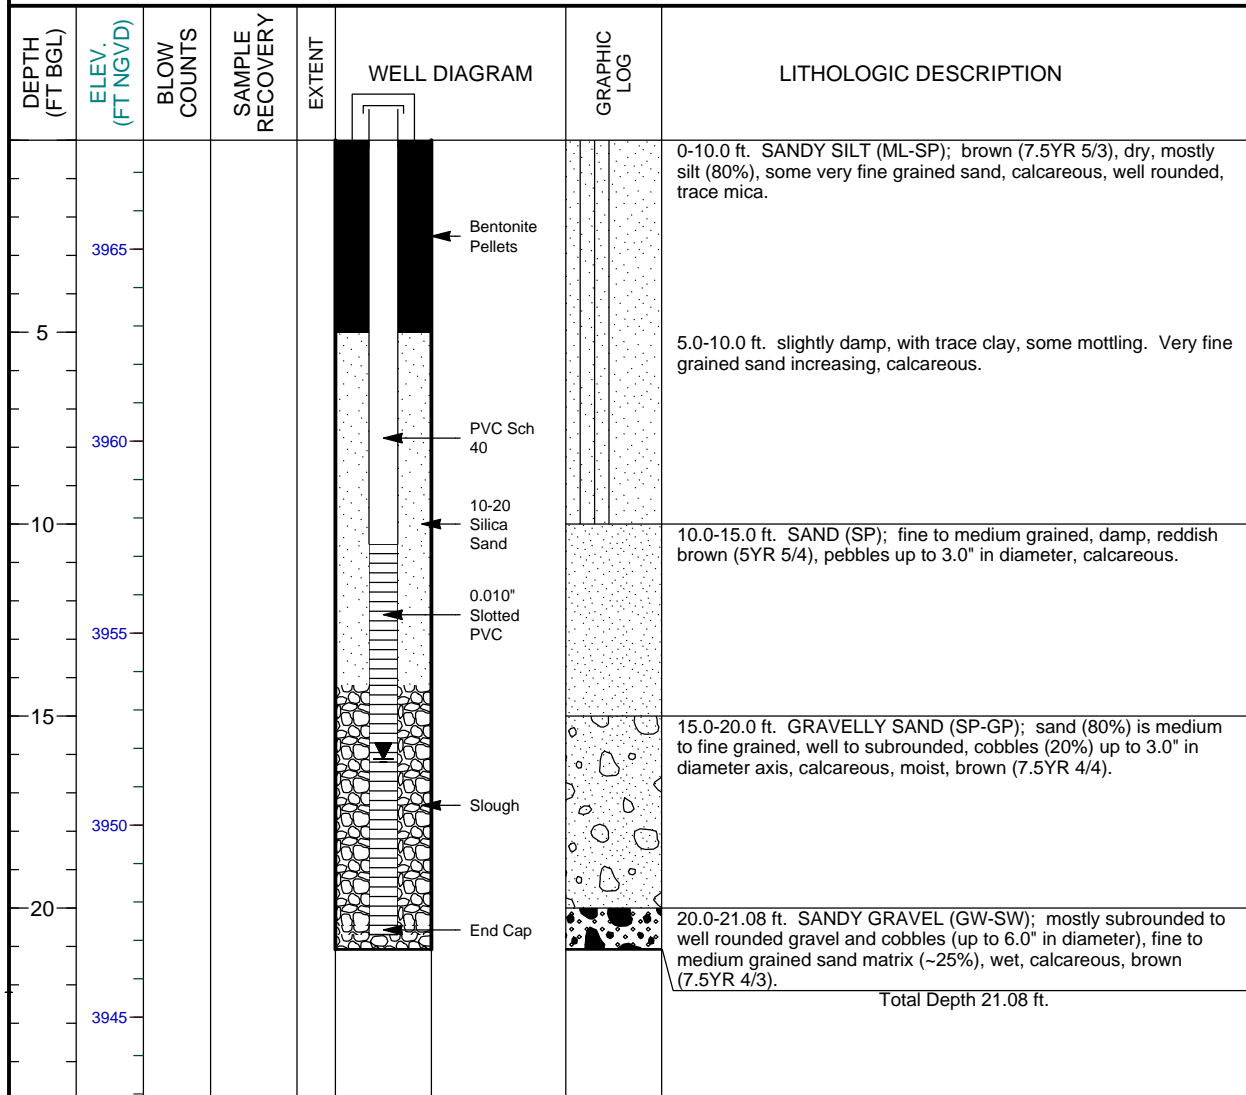 DEPTH
(FT BGL)
ELEV.
(FT NGVD)
BLOW
COUNTS
SAMPLE
RECOVERY
EXTENT
WELL DIAGRAM
GRAPHIC
LOG
LITHOLOGIC DESCRIPTION
0-10.0 ft. SANDY SILT (ML-SP); brown (7.5YR 5/3), dry, mostly
silt (80%), some very fine grained sand, calcareous, well rounded,
trace mica.
Bentonite
Pellets
3965
5
5.0-10.0 ft. slightly damp, with trace clay, some mottling. Very fine
grained sand increasing, calcareous.
PVC Sch
40
3960
10-20
Silica
Sand
10
10.0-15.0 ft. SAND (SP); fine to medium grained, damp, reddish
brown (5YR 5/4), pebbles up to 3.0" in diameter, calcareous.
0.010"
Slotted
PVC
3955
15
15.0-20.0 ft. GRAVELLY SAND (SP-GP); sand (80%) is medium
to fine grained, well to subrounded, cobbles (20%) up to 3.0" in
diameter axis, calcareous, moist, brown (7.5YR 4/4).
Slough
3950
20
End Cap
20.0-21.08 ft. SANDY GRAVEL (GW-SW); mostly subrounded to
well rounded gravel and cobbles (up to 6.0" in diameter), fine to
medium grained sand matrix (~25%), wet, calcareous, brown
(7.5YR 4/3).
Total Depth 21.08 ft.
3945